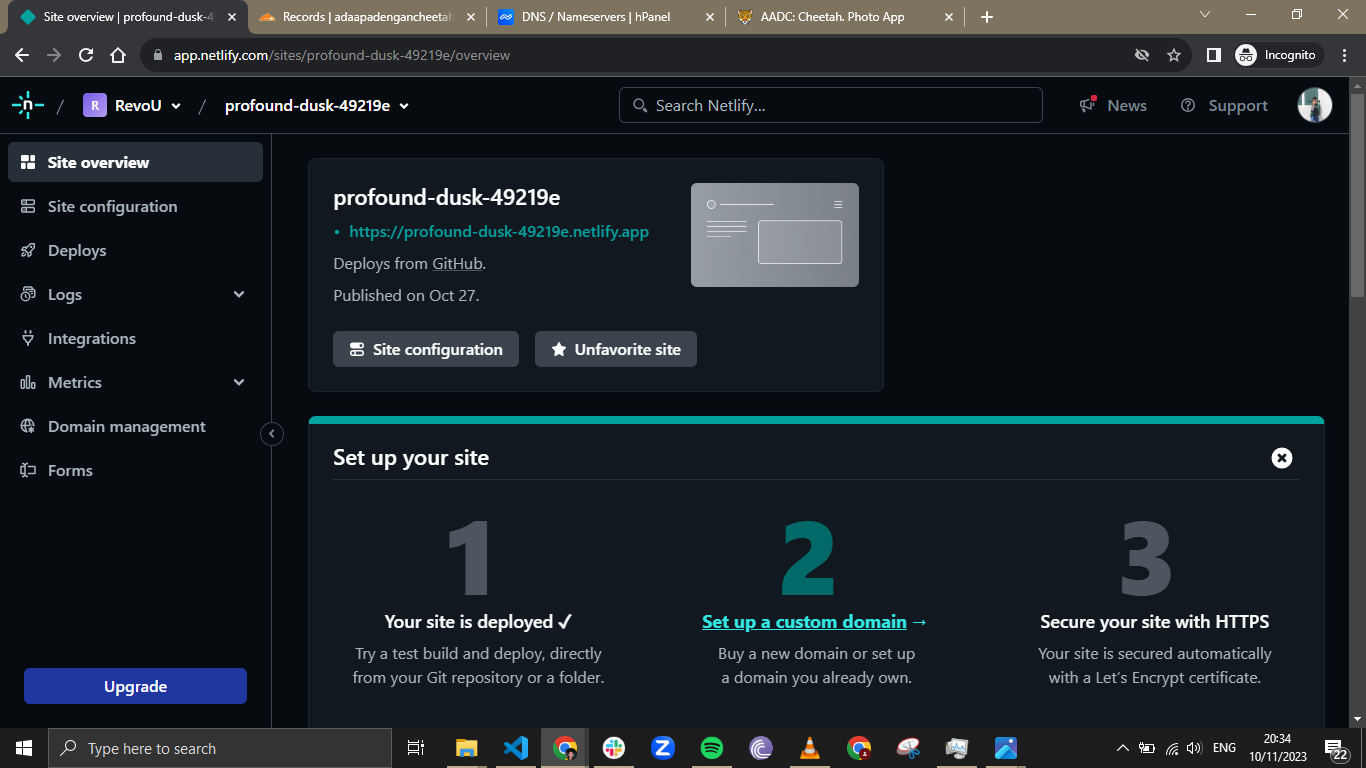 Site overview | profound-dusk-4
Records | adaapadengancheetah
DNS / Nameservers | hPanel
AADC: Cheetah. Photo App
app.netlify.com/sites/profound-dusk-49219e/overview
Incognito
n
/
R
RevoU
/
profound-dusk-49219e
Search Netlify...
News
Support
Site overview
Site configuration
Deploys
Logs
Integrations
Metrics
Domain management
Forms
Upgrade
profound-dusk-49219e
• https://profound-dusk-49219e.netlify.app
Deploys from GitHub.
Published on Oct 27.
Site configuration
Unfavorite site
Set up your site
1
Your site is deployed ✓
Try a test build and deploy, directly
from your Git repository or a folder.
2
Set up a custom domain →
Buy a new domain or set up
a domain you already own.
3
Secure your site with HTTPS
Your site is secured automatically
with a Let's Encrypt certificate.
Type here to search
Z
ENG
20:34
10/11/2023
22